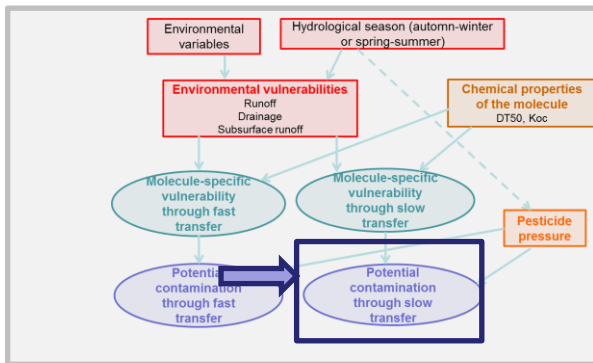 Environmental
variables
Hydrological season (automn-winter
or spring-summer)
Environmental vulnerabilities
Runoff
Drainage
Subsurface runoff
Chemical properties
of the molecule
DT50, Koc
Molecule-specific
vulnerability
through fast
transfer
Molecule-specific
vulnerability
through slow
transfer
Pesticide
pressure
Potential
contamination
through fast
transfer
Potential
contamination
through slow
transfer